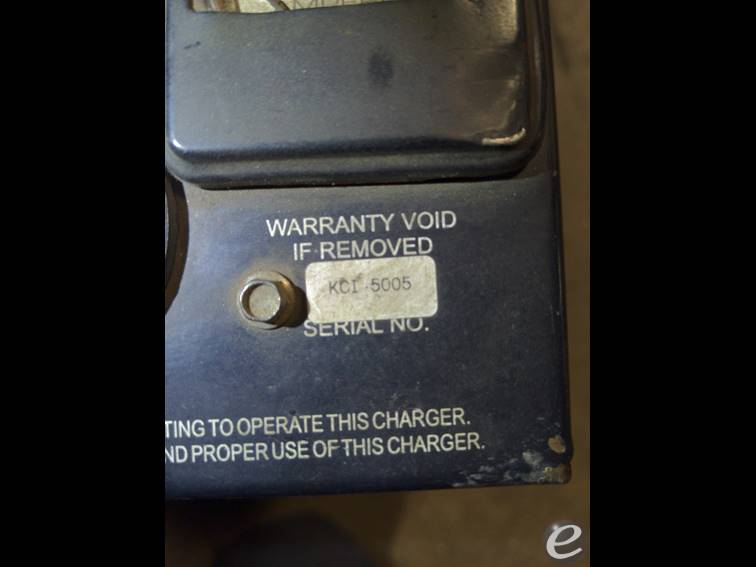 WARRANTY VOID
IF REMOVED
KCI 5005
SERIAL NO.
TING TO OPERATE THIS CHARGER.
ND PROPER USE OF THIS CHARGER.
e